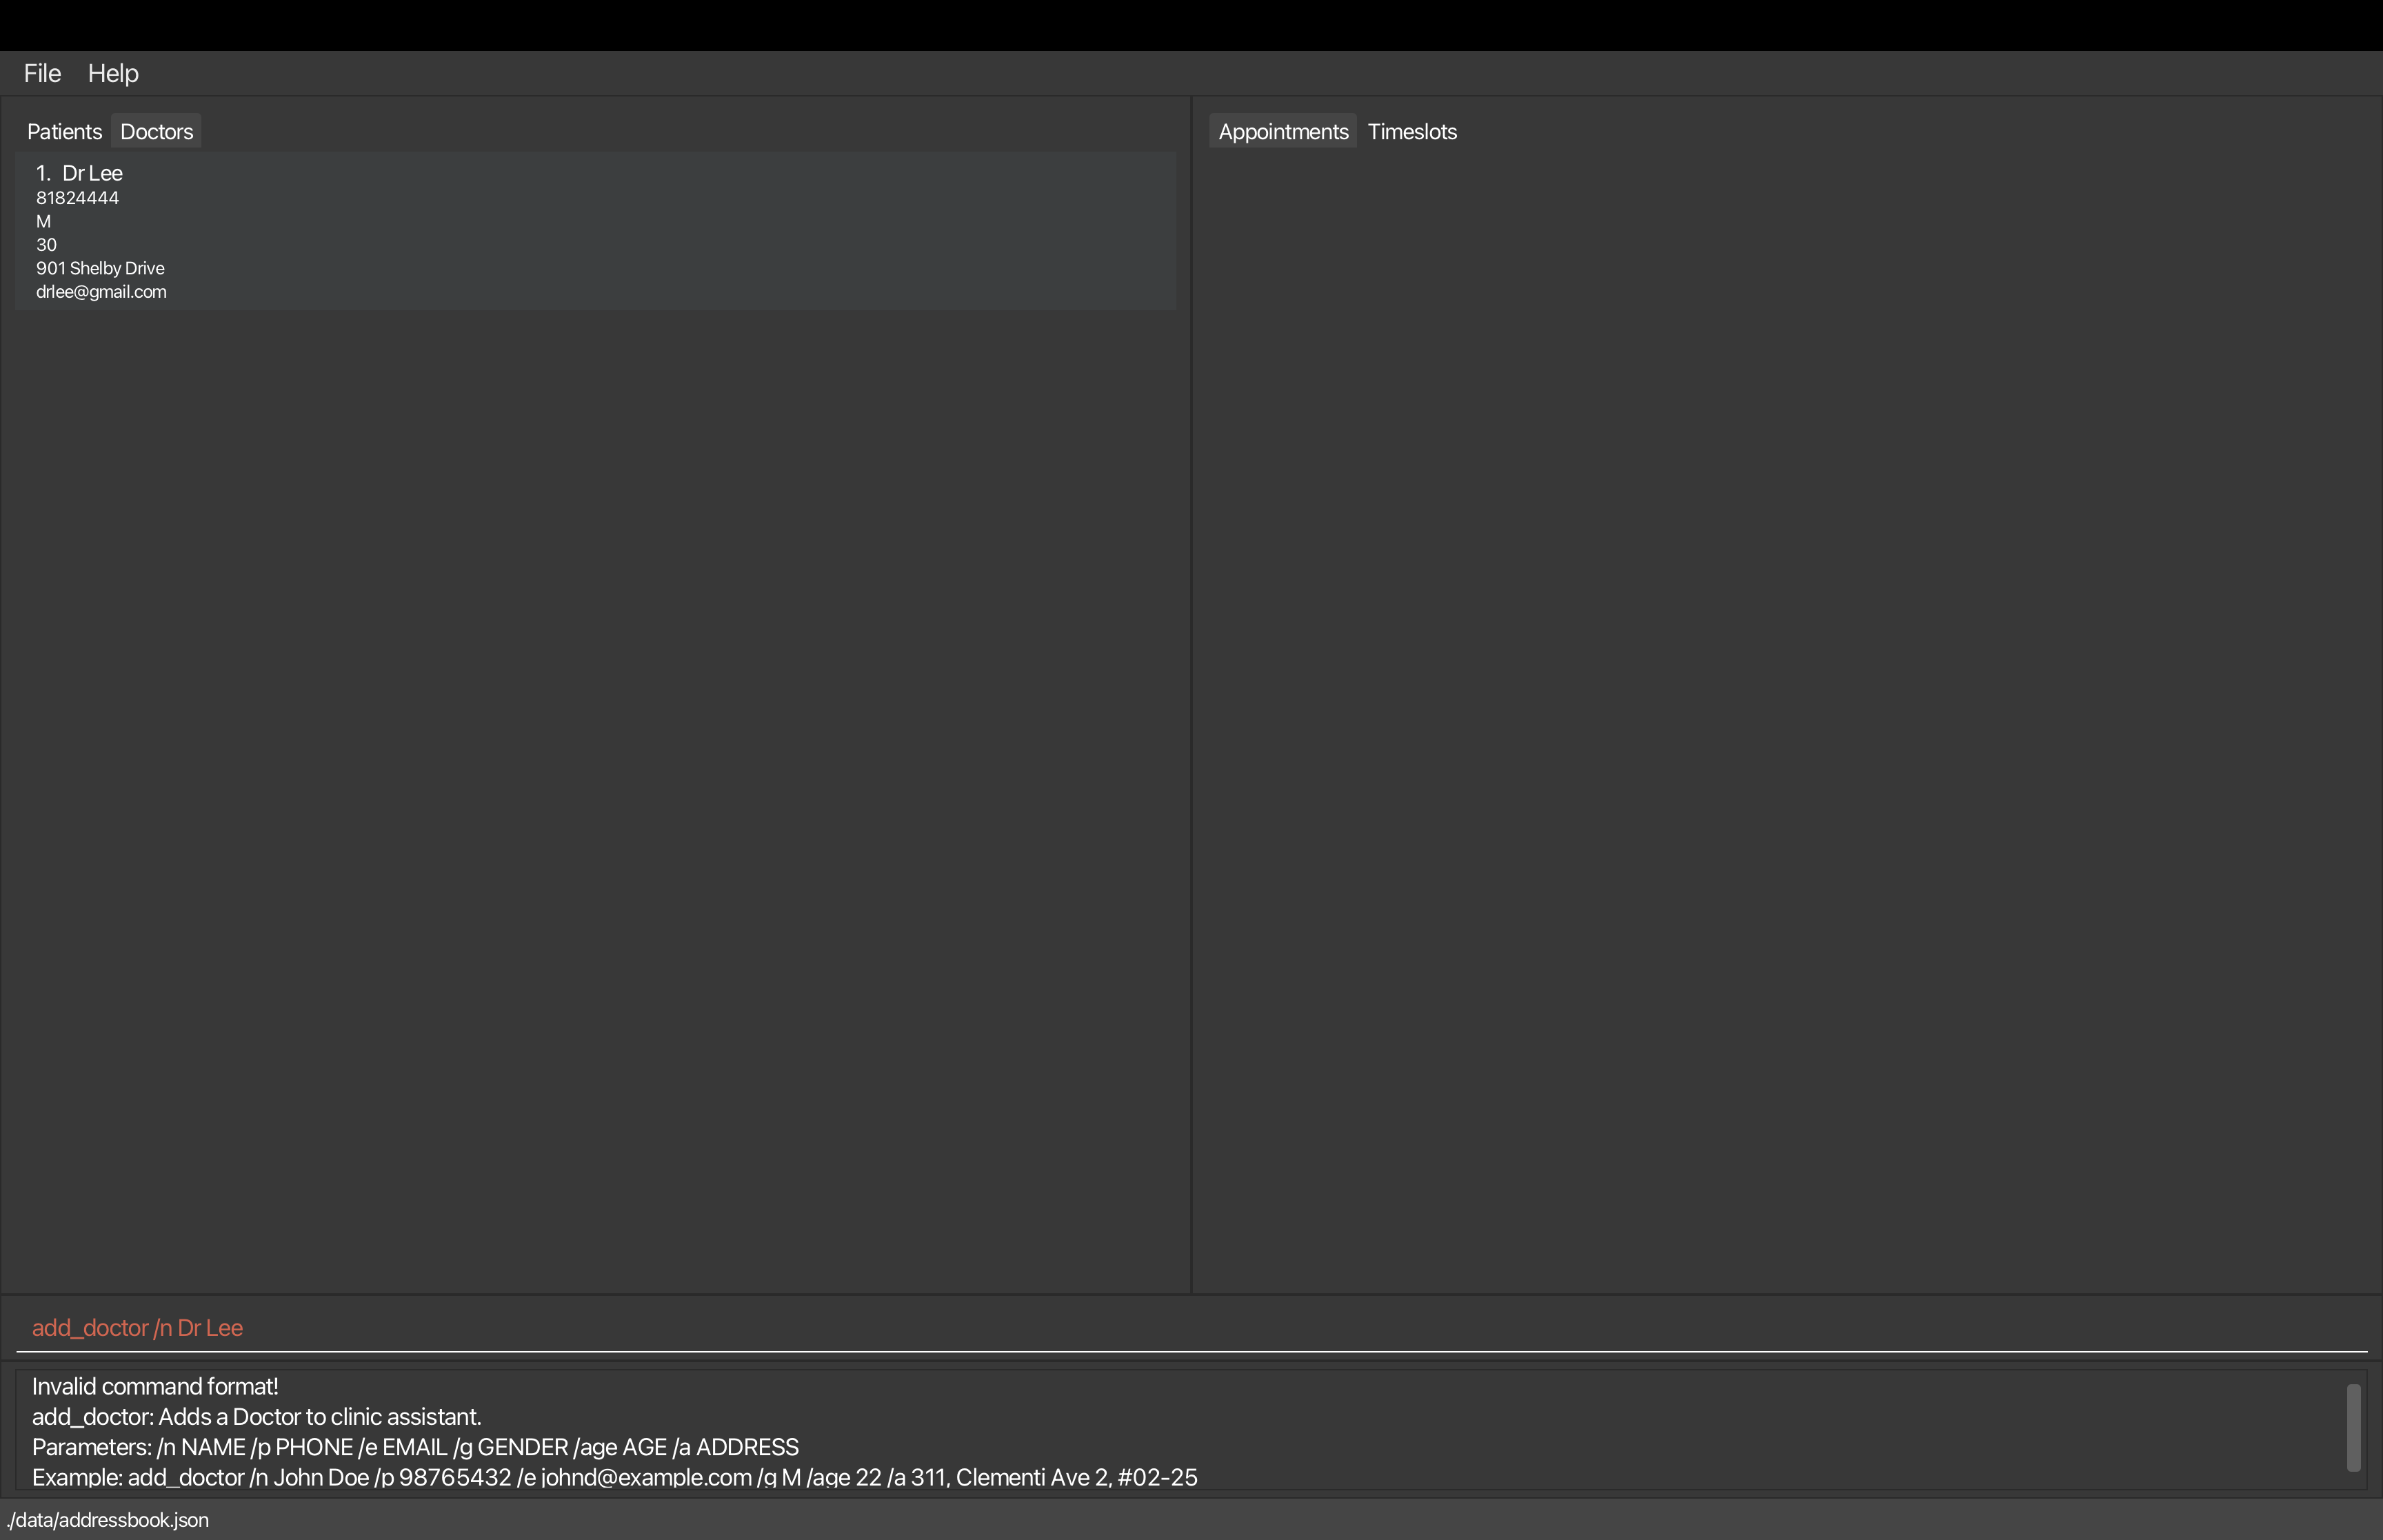 File Help
Patients Doctors
1. Dr Lee
81824444
M
30
901 Shelby Drive
drlee@gmail.com
Appointments Timeslots
add_doctor /n Dr Lee
Invalid command format!
add_doctor: Adds a Doctor to clinic assistant.
Parameters: /n NAME /p PHONE /e EMAIL /g GENDER /age AGE /a ADDRESS
Example: add_doctor /n John Doe /p 98765432 /e johnd@example.com /g M /age 22 /a 311, Clementi Ave 2, #02-25
./data/addressbook.json